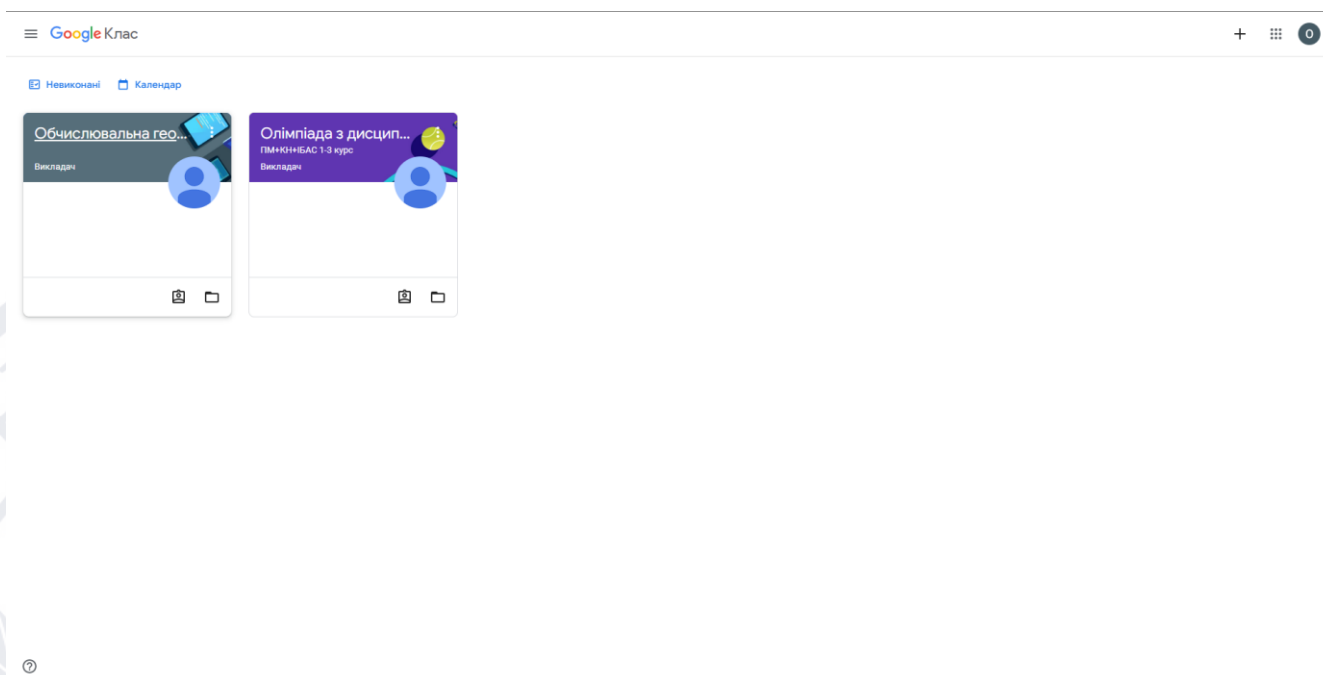 Google Клас
О
Невиконані Календар
Обчислювальна гео...
Викладач
Олімпіада з дисцип...
ПМ+КН+ІБАС 1-3 курс
Викладач